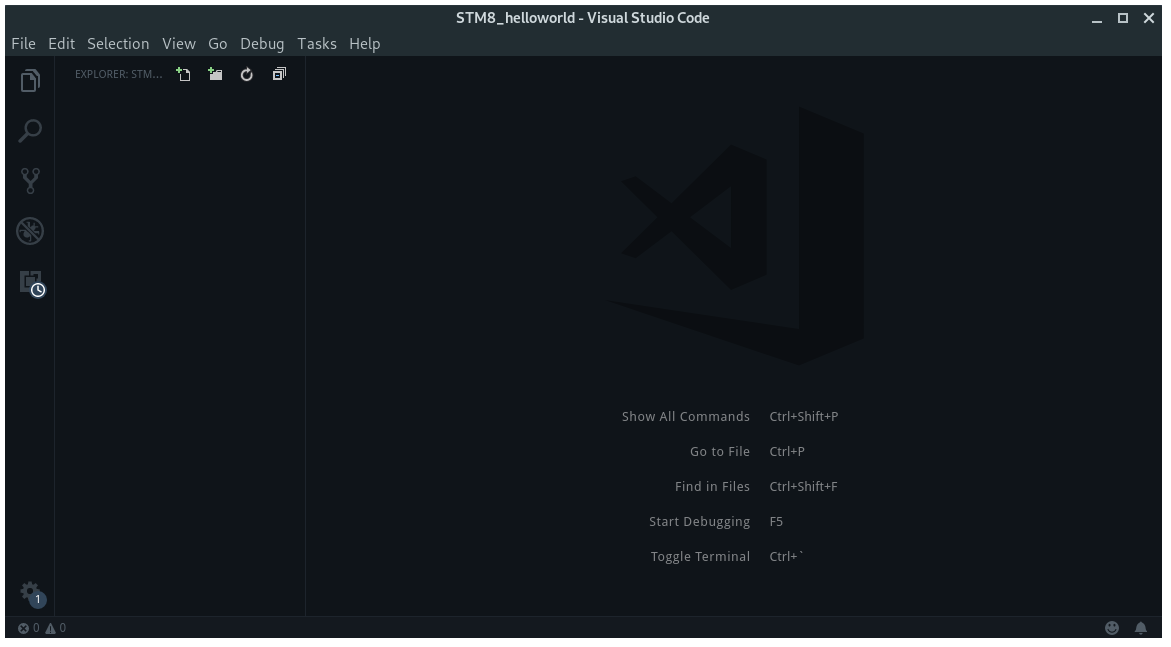 STM8_helloworld - Visual Studio Code
File Edit Selection View Go Debug Tasks Help
EXPLORER: STM...
Show All Commands Ctrl+Shift+P
Go to File Ctrl+P
Find in Files Ctrl+Shift+F
Start Debugging F5
Toggle Terminal Ctrl+`
1
0 0